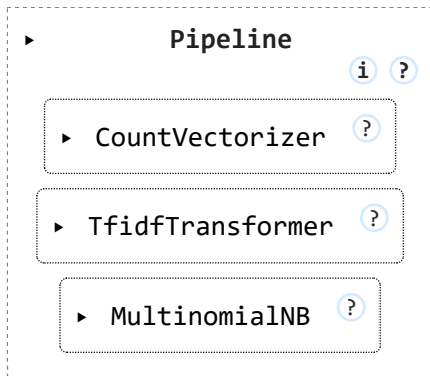 ▸ Pipeline
i ?
▸ CountVectorizer ?
▸ TfidfTransformer ?
▸ MultinomialNB ?